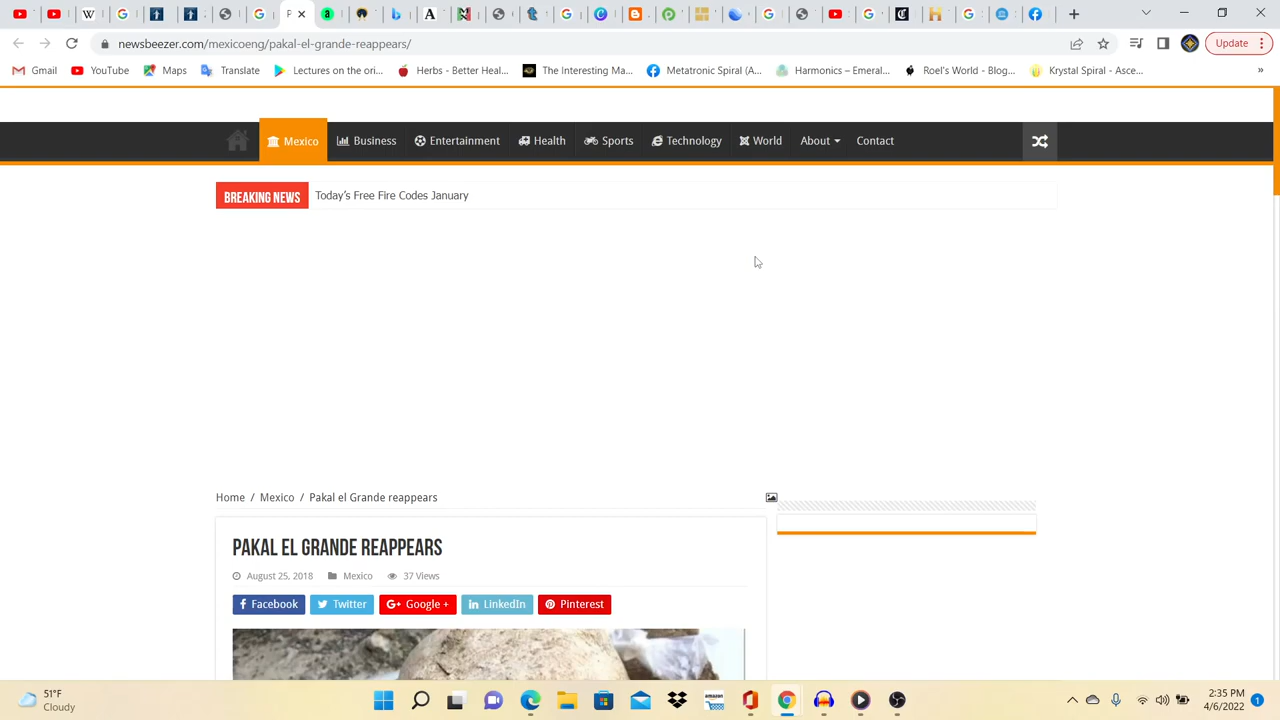 newsbeezer.com/mexicoeng/pakal-el-grande-reappears/
Update
Gmail
YouTube
Maps
Translate
Lectures on the ori...
Herbs - Better Heal...
The Interesting Ma...
Metatronic Spiral (A...
Harmonics – Emeral...
Roel's World - Blog...
Krystal Spiral - Asce...
»
Mexico
Business
Entertainment
Health
Sports
Technology
World
About
Contact
BREAKING NEWS
Today's Free Fire Codes January
Home / Mexico / Pakal el Grande reappears
PAKAL EL GRANDE REAPPEARS
August 25, 2018
Mexico
37 Views
Facebook
Twitter
Google +
LinkedIn
Pinterest
51°F
Cloudy
amazon
2:35 PM
4/6/2022
1